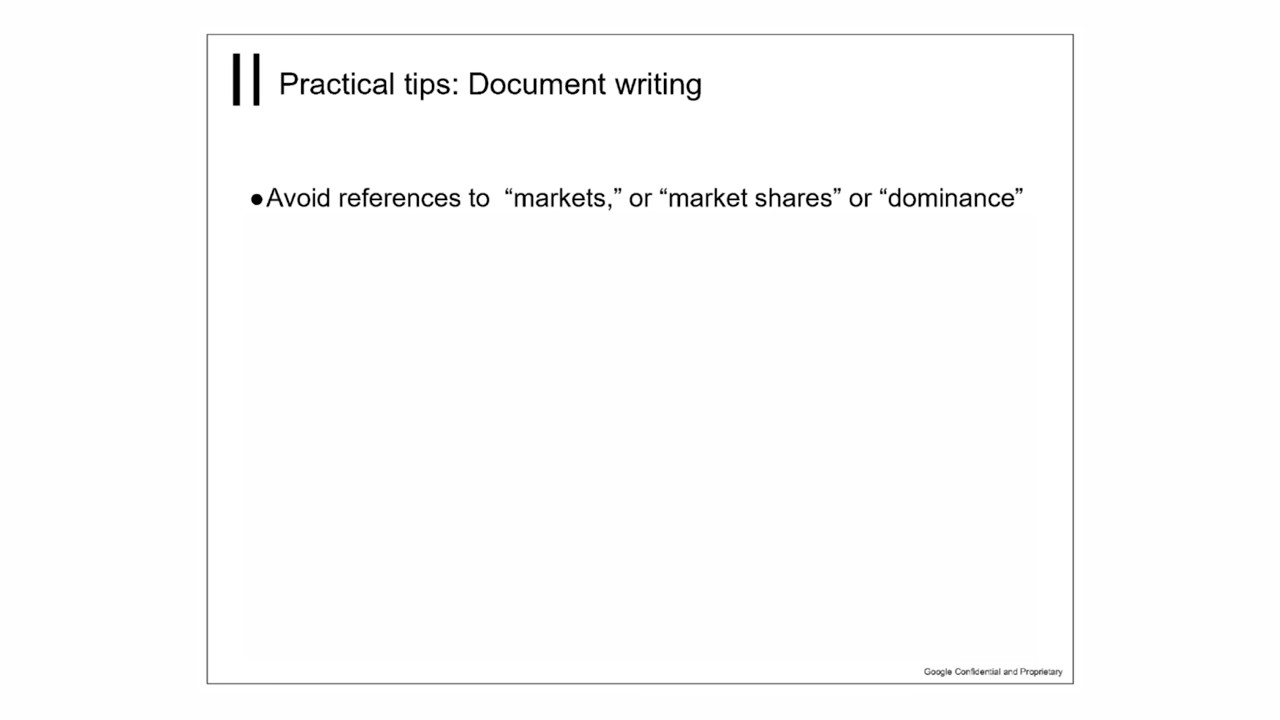 Practical tips: Document writing
●Avoid references to “markets,” or “market shares” or “dominance”
Google Confidential and Proprietary